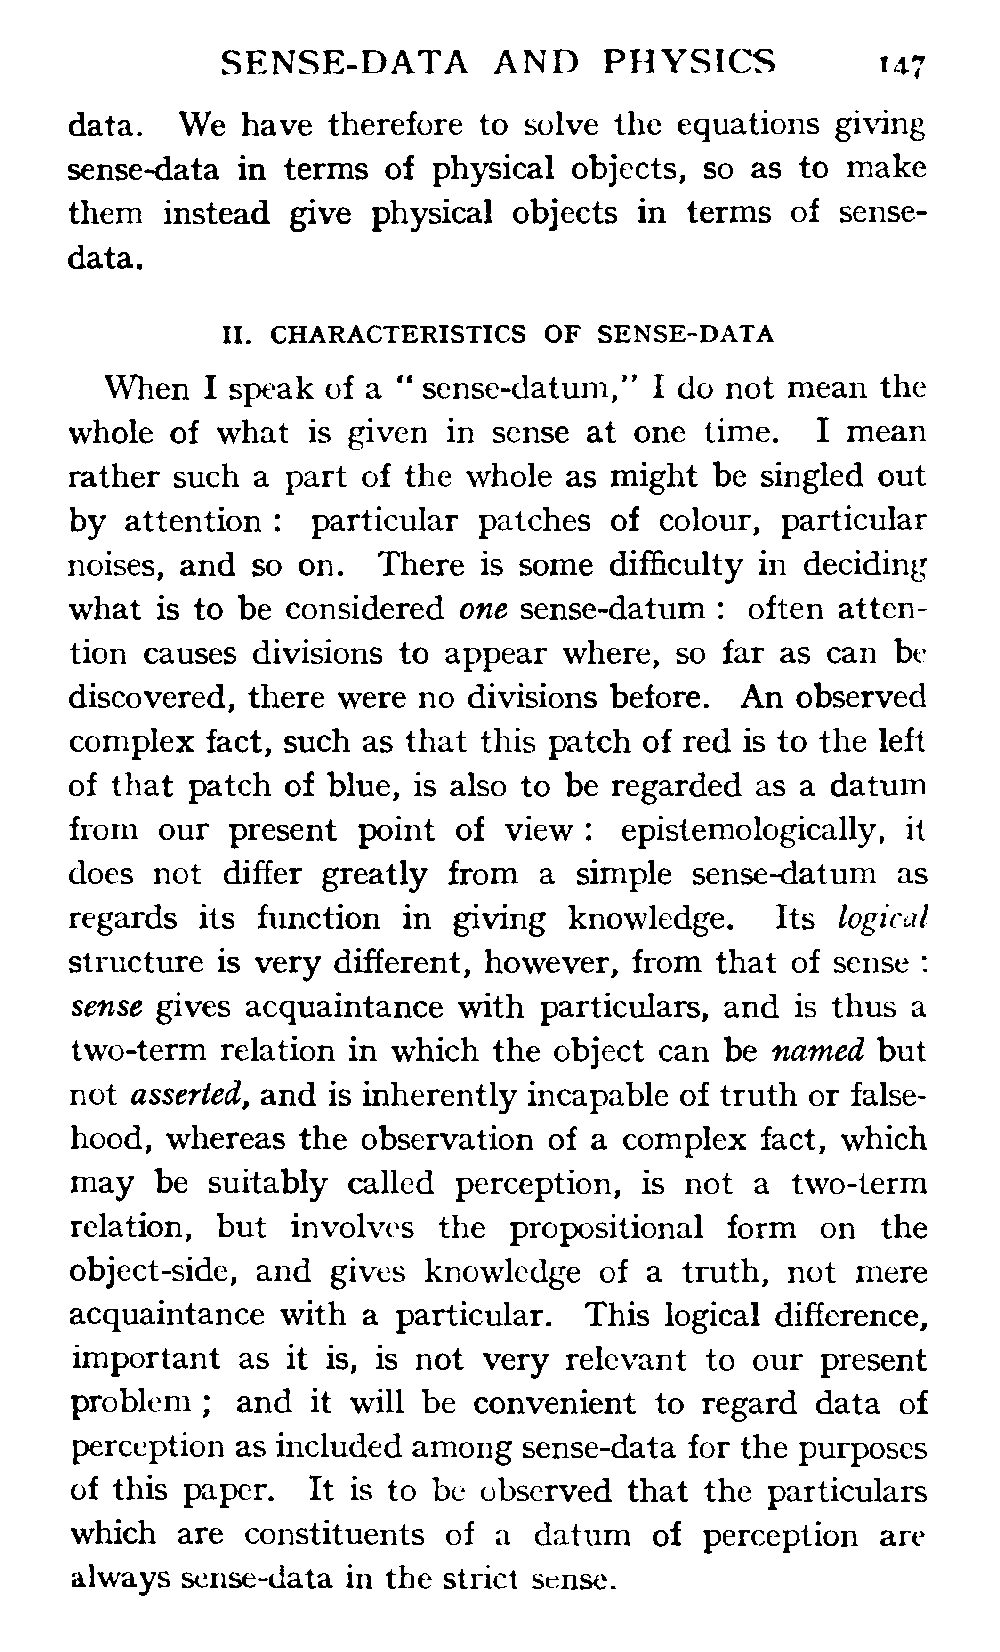 SENSE-DATA AND PHYSICS 147
data. We have therefore to solve the equations giving
sense-data in terms of physical objects, so as to make
them instead give physical objects in terms of sense-
data.
II. CHARACTERISTICS OF SENSE-DATA
When I speak of a “ sense-datum,” I do not mean the
whole of what is given in sense at one time. I mean
rather such a part of the whole as might be singled out
by attention : particular patches of colour, particular
noises, and so on. There is some difficulty in deciding
what is to be considered one sense-datum : often atten-
tion causes divisions to appear where, so far as can be
discovered, there were no divisions before. An observed
complex fact, such as that this patch of red is to the left
of that patch of blue, is also to be regarded as a datum
from our present point of view : epistemologically, it
does not differ greatly from a simple sense-datum as
regards its function in giving knowledge. Its logical
structure is very different, however, from that of sense :
sense gives acquaintance with particulars, and is thus a
two-term relation in which the object can be named but
not asserted, and is inherently incapable of truth or false-
hood, whereas the observation of a complex fact, which
may be suitably called perception, is not a two-term
relation, but involves the propositional form on the
object-side, and gives knowledge of a truth, not mere
acquaintance with a particular. This logical difference,
important as it is, is not very relevant to our present
problem ; and it will be convenient to regard data of
perception as included among sense-data for the purposes
of this paper. It is to be observed that the particulars
which are constituents of a datum of perception are
always sense-data in the strict sense.